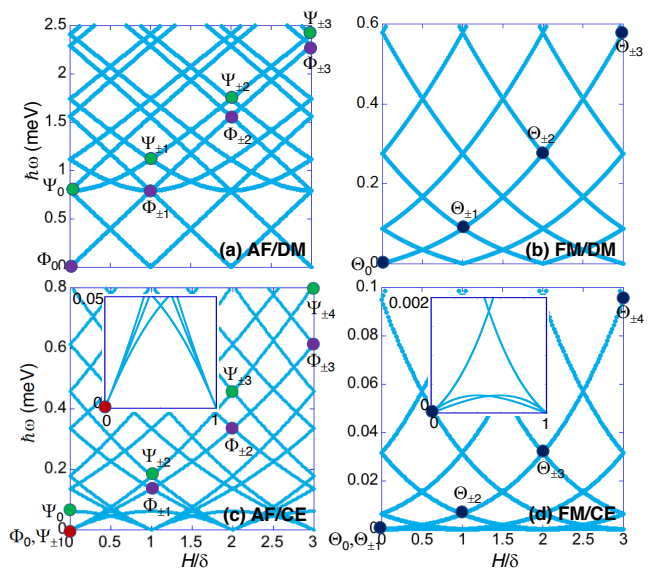 2.5
2
1.5
1
0.5
0
ħω (meV)
Ψ±3
Φ±3
Ψ±2
Φ±2
Ψ±1
Φ±1
Ψ0
Φ0
(a) AF/DM
0.6
0.4
0.2
0
Θ±3
Θ±2
Θ±1
Θ0
(b) FM/DM
0.8
0.6
0.4
0.2
0
ħω (meV)
0.05
0
0
1
Ψ±4
Φ±3
Ψ±3
Φ±2
Ψ±2
Φ±1
Ψ0
Φ0,Ψ±1
(c) AF/CE
0 0.5 1 1.5 2 2.5 3
H/δ
0.1
0.08
0.06
0.04
0.02
0
0.002
0
0
1
Θ±4
Θ±3
Θ±2
Θ0,Θ±1
(d) FM/CE
0 0.5 1 1.5 2 2.5 3
H/δ